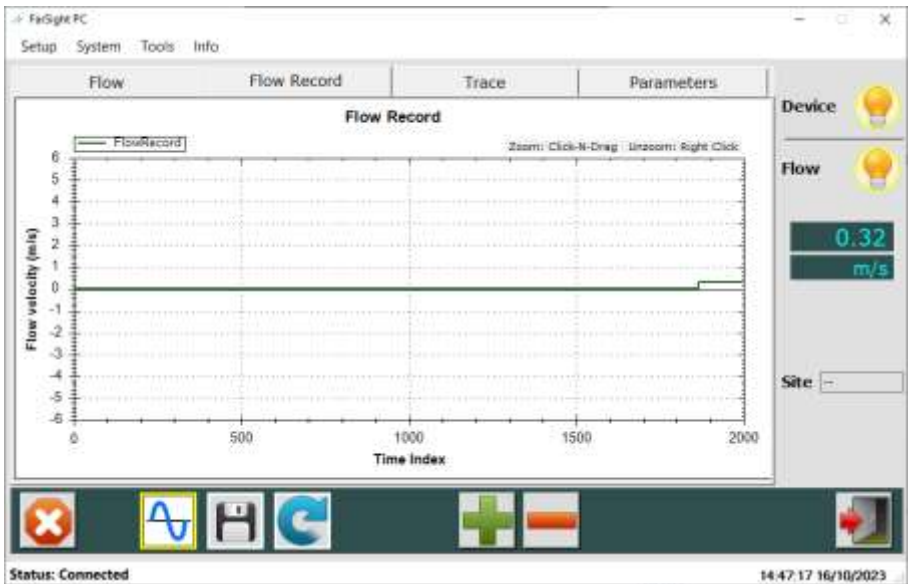 FarSight PC
Setup System Tools Info
Flow Flow Record Trace Parameters
Flow Record
FlowRecord
Zoom: Click-N-Drag Unzoom: Right Click
6
5
4
3
2
1
0
-1
-2
-3
-4
-5
-6
Flow velocity (m/s)
0 500 1000 1500 2000
Time Index
Device
Flow
0.32
m/s
Site --
Status: Connected
14:47:17 16/10/2023